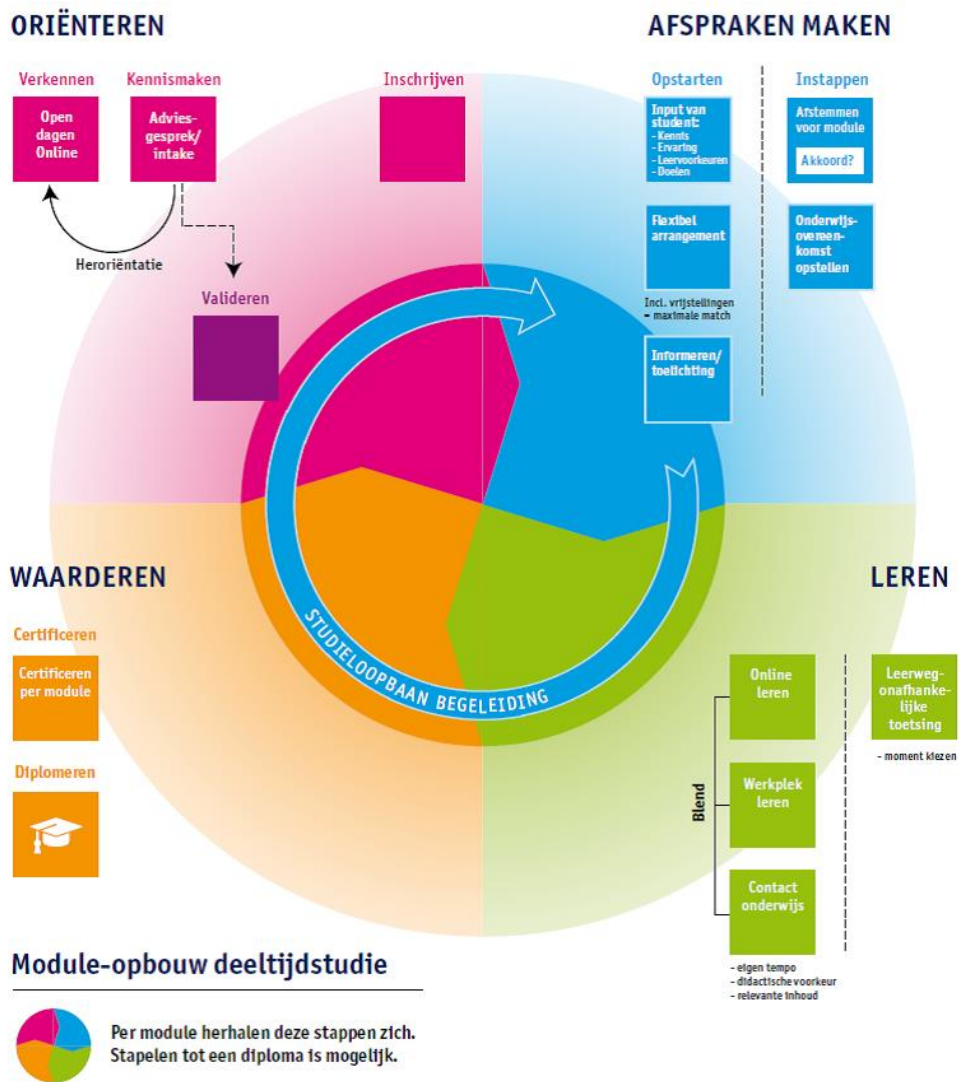 ORIËNTEREN
Verkennen
Kennismaken
Inschrijven
Open
dagen
Online
Advies-
gesprek/
intake
Heroriëntatie
Valideren
AFSPRAKEN MAKEN
Opstarten
Instappen
Input van
student:
- Kennis
- Ervaring
- Leervoorkeuren
- Doelen
Afstemmen
voor module
Akkoord?
Flexibel
arrangement
Onderwijs-
overeen-
komst
opstellen
Incl. vrijstellingen
= maximale match
Informeren/
toelichting
STUDIELOOPBAAN BEGELEIDING
WAARDEREN
Certificeren
Certificeren
per module
Diplomeren
LEREN
Online
leren
Leerweg-
onafhanke-
lijke
toetsing
- moment kiezen
Blend
Werkplek
leren
Contact
onderwijs
- eigen tempo
- didactische voorkeur
- relevante inhoud
Module-opbouw deeltijdstudie
Per module herhalen deze stappen zich.
Stapelen tot een diploma is mogelijk.